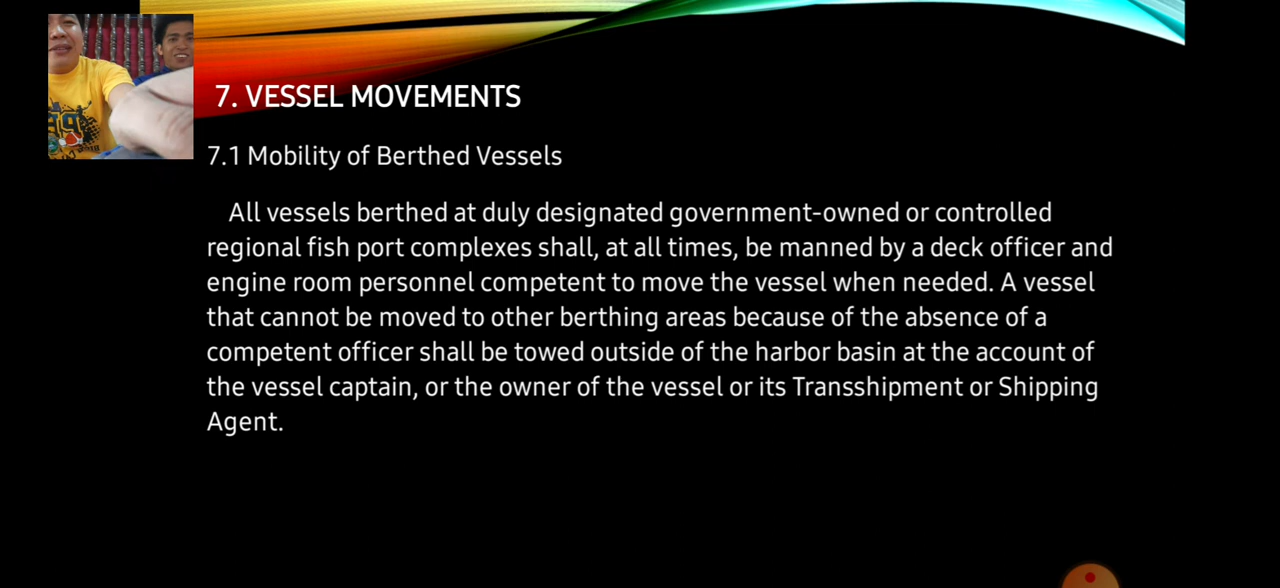 7. VESSEL MOVEMENTS
7.1 Mobility of Berthed Vessels
All vessels berthed at duly designated government-owned or controlled
regional fish port complexes shall, at all times, be manned by a deck officer and
engine room personnel competent to move the vessel when needed. A vessel
that cannot be moved to other berthing areas because of the absence of a
competent officer shall be towed outside of the harbor basin at the account of
the vessel captain, or the owner of the vessel or its Transshipment or Shipping
Agent.